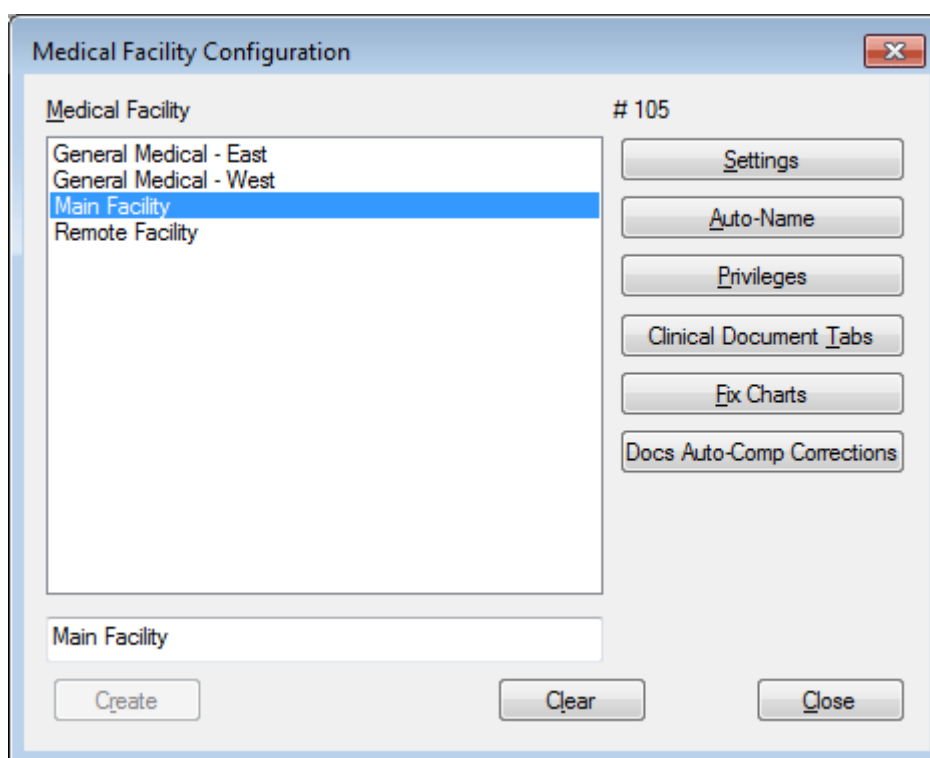 Medical Facility Configuration
Medical Facility
# 105
General Medical - East
General Medical - West
Main Facility
Remote Facility
Settings
Auto-Name
Privileges
Clinical Document Tabs
Fix Charts
Docs Auto-Comp Corrections
Main Facility
Create
Clear
Close